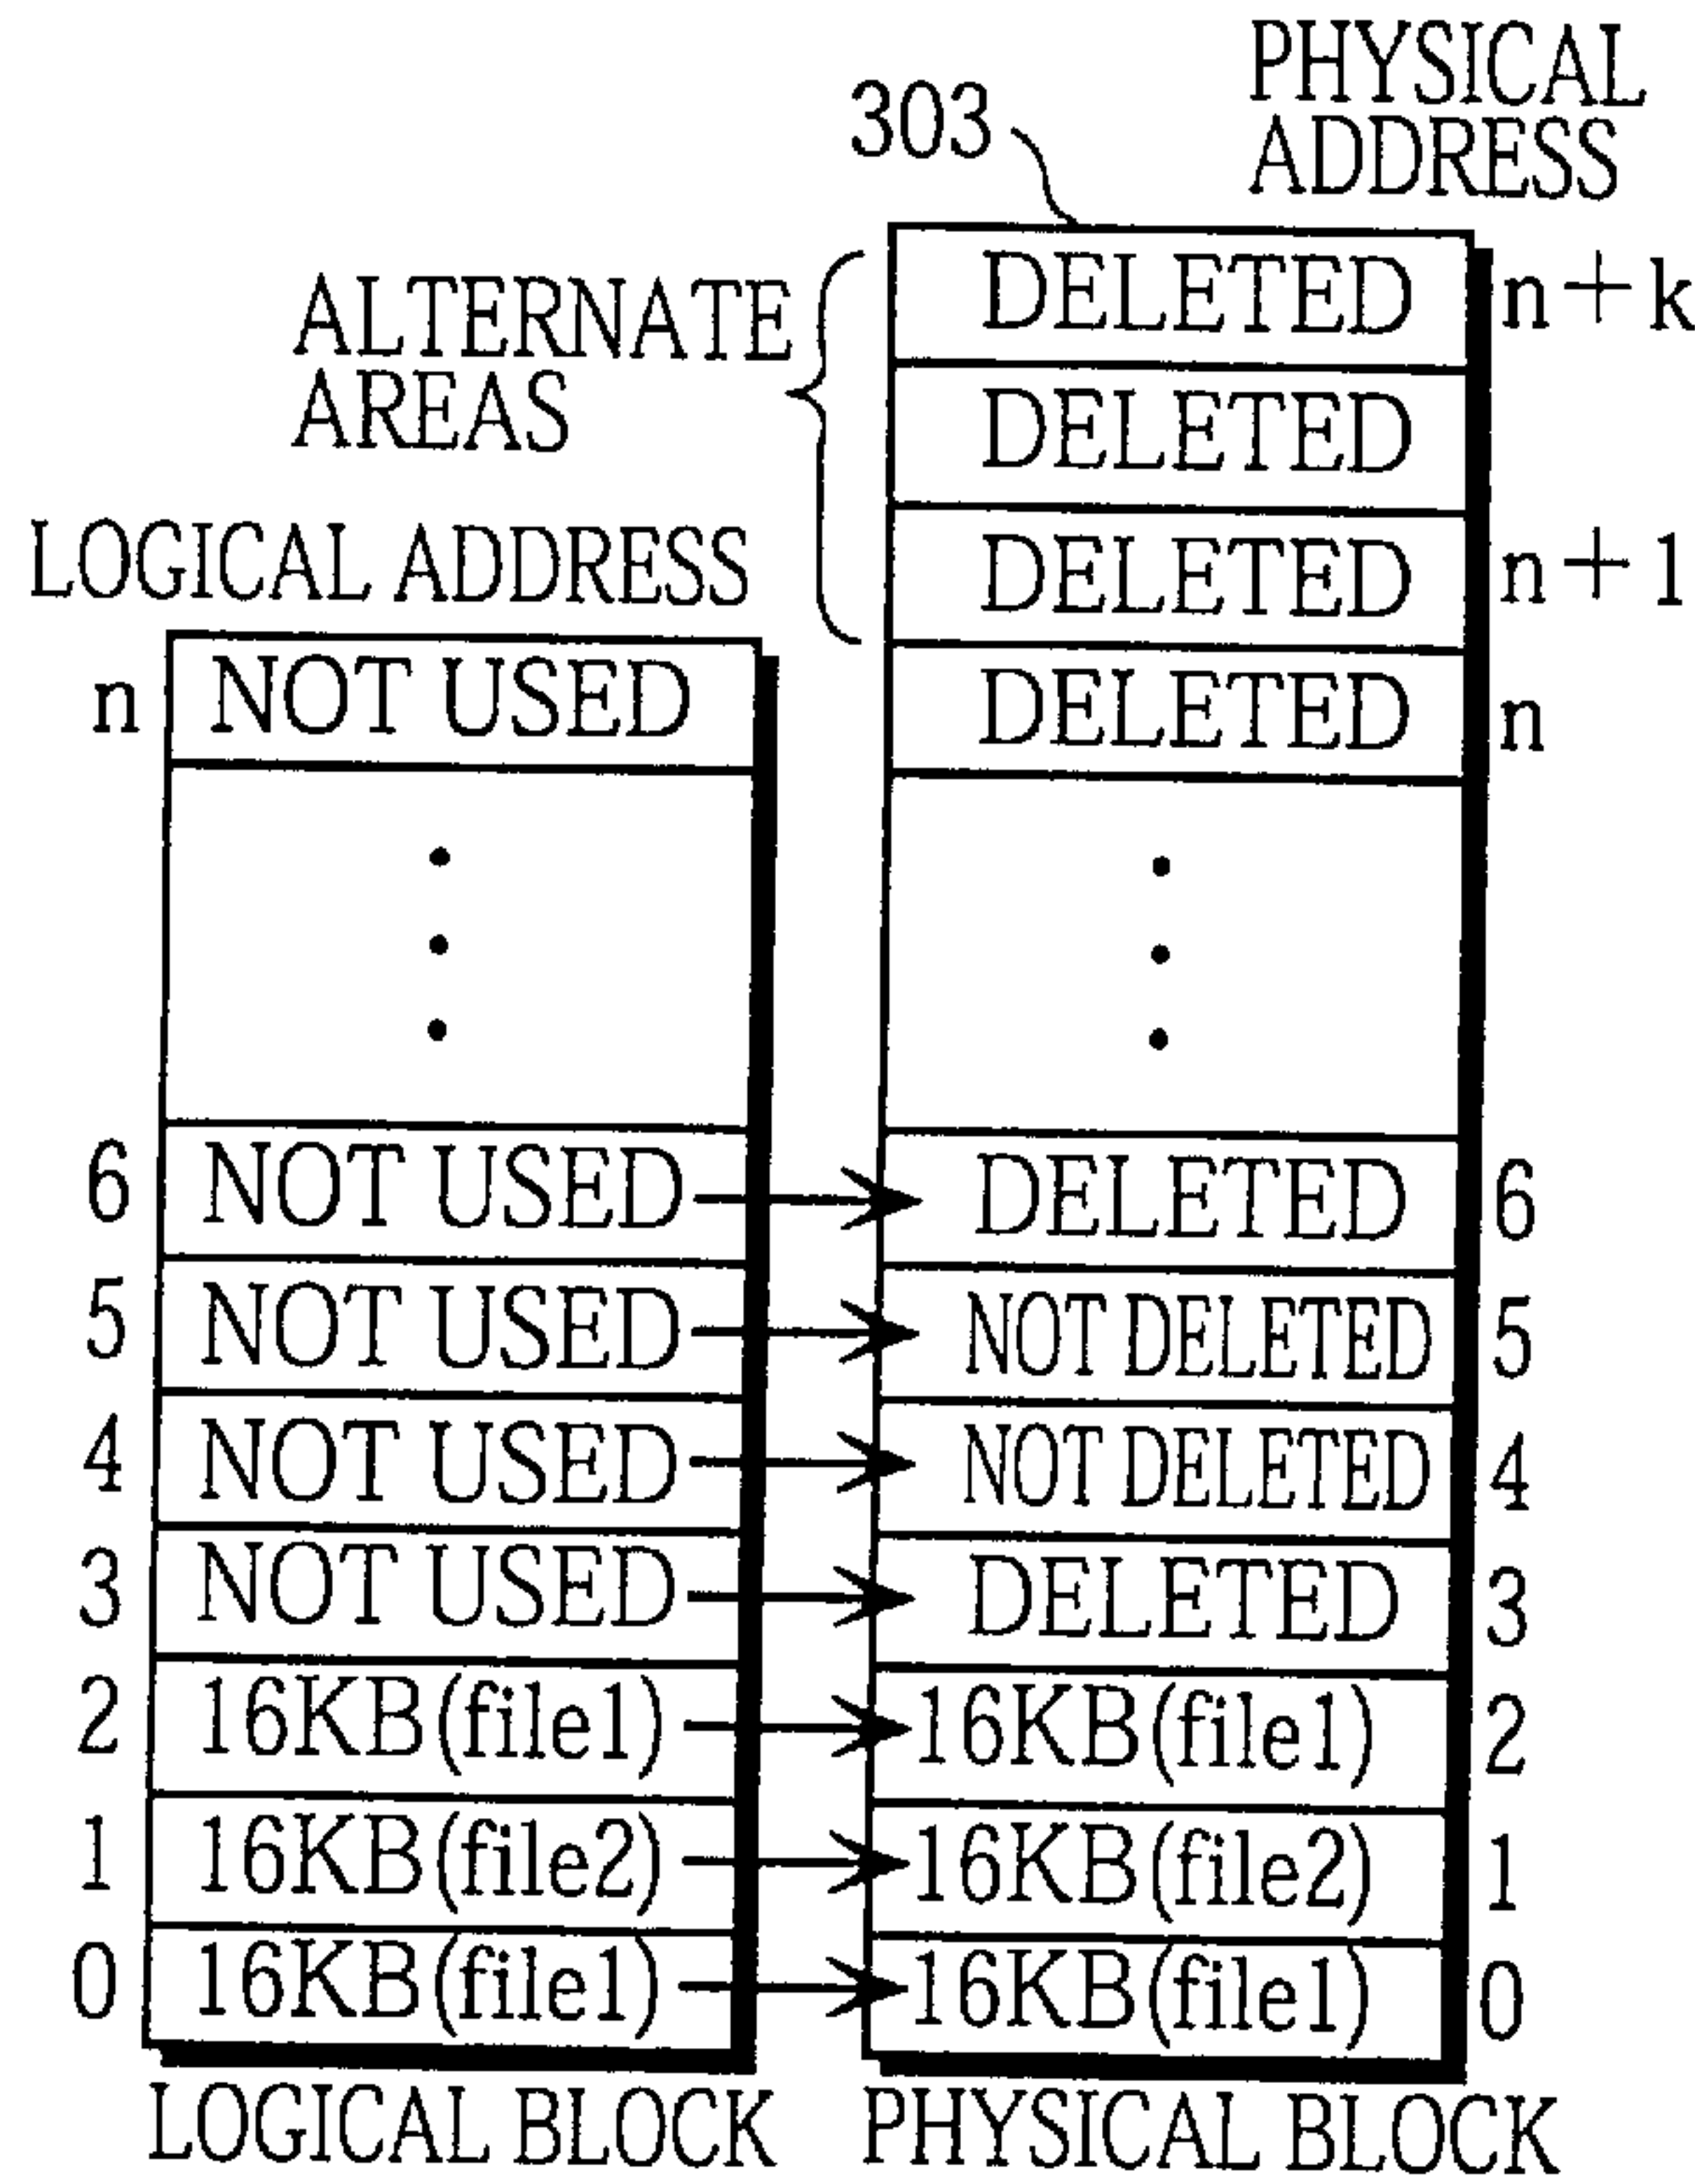 PHYSICAL
ADDRESS
303
ALTERNATE
AREAS
DELETED n+k
DELETED
DELETED n+1
LOGICAL ADDRESS
n NOT USED DELETED n
6 NOT USED DELETED 6
5 NOT USED NOT DELETED 5
4 NOT USED NOT DELETED 4
3 NOT USED DELETED 3
2 16KB(file1) 16KB(file1) 2
1 16KB(file2) 16KB(file2) 1
0 16KB(file1) 16KB(file1) 0
LOGICAL BLOCK PHYSICAL BLOCK